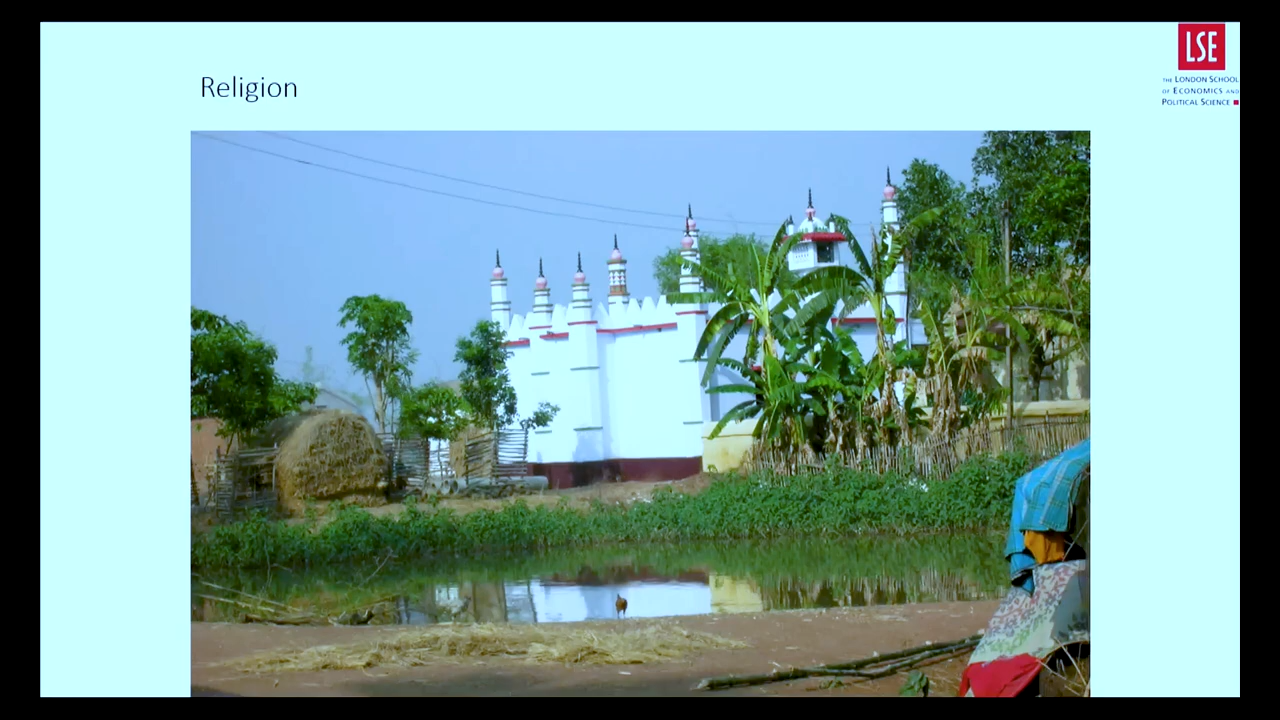 Religion
LSE
THE LONDON SCHOOL
OF ECONOMICS AND
POLITICAL SCIENCE